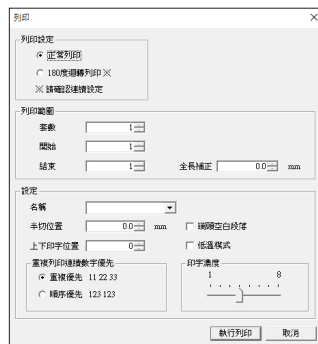 列印
列印設定
正常列印
180度迴轉列印※
※ 請確認連續設定
列印範圍
套數 1
開始 1
結束 1 全長補正 0.0 mm
設定
名稱
半切位置 0.0 mm 端頭空白段落
上下印字位置 0 低溫模式
重複列印連續數字優先 印字濃度
重複優先 11 22 33 1 8
順序優先 123 123
執行列印 取消